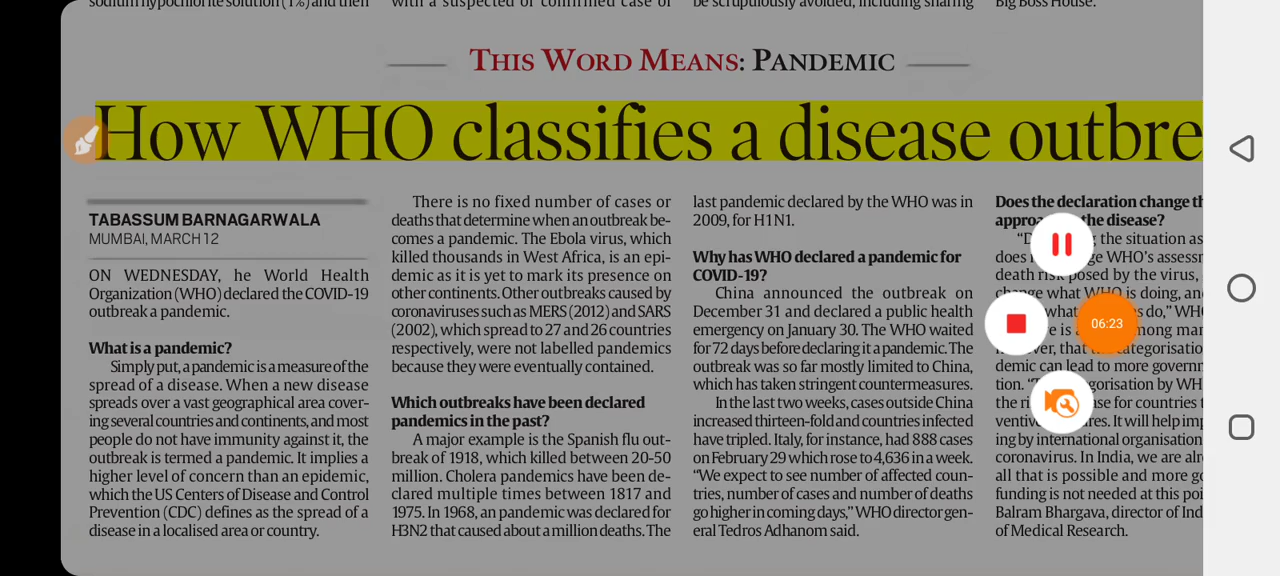 sodium hypochlorite solution (1%) and then
with a suspected or confirmed case of
be scrupulously avoided, including sharing
Big Boss House.
THIS WORD MEANS: PANDEMIC
How WHO classifies a disease outbre
TABASSUM BARNAGARWALA
MUMBAI, MARCH 12
ON WEDNESDAY, he World Health
Organization (WHO) declared the COVID-19
outbreak a pandemic.
What is a pandemic?
Simply put, a pandemic is a measure of the
spread of a disease. When a new disease
spreads over a vast geographical area cover-
ing several countries and continents, and most
people do not have immunity against it, the
outbreak is termed a pandemic. It implies a
higher level of concern than an epidemic,
which the US Centers of Disease and Control
Prevention (CDC) defines as the spread of a
disease in a localised area or country.
There is no fixed number of cases or
deaths that determine when an outbreak be-
comes a pandemic. The Ebola virus, which
killed thousands in West Africa, is an epi-
demic as it is yet to mark its presence on
other continents. Other outbreaks caused by
coronaviruses such as MERS (2012) and SARS
(2002), which spread to 27 and 26 countries
respectively, were not labelled pandemics
because they were eventually contained.
Which outbreaks have been declared
pandemics in the past?
A major example is the Spanish flu out-
break of 1918, which killed between 20-50
million. Cholera pandemics have been de-
clared multiple times between 1817 and
1975. In 1968, an pandemic was declared for
H3N2 that caused about a million deaths. The
last pandemic declared by the WHO was in
2009, for H1N1.
Why has WHO declared a pandemic for
COVID-19?
China announced the outbreak on
December 31 and declared a public health
emergency on January 30. The WHO waited
for 72 days before declaring it a pandemic. The
outbreak was so far mostly limited to China,
which has taken stringent countermeasures.
In the last two weeks, cases outside China
increased thirteen-fold and countries infected
have tripled. Italy, for instance, had 888 cases
on February 29 which rose to 4,636 in a week.
“We expect to see number of affected coun-
tries, number of cases and number of deaths
go higher in coming days,” WHO director gen-
eral Tedros Adhanom said.
Does the declaration change th
the disease?
the situation as
does WHO's assessm
death risk posed by the virus,
change what WHO is doing, an
what do,” WH
is among man
that categorisatio
demic can lead to more governm
tion. categorisation by WH
the for countries t
It will help imp
ing by international organisation
coronavirus. In India, we are alr
all that is possible and more go
funding is not needed at this poi
Balram Bhargava, director of Ind
of Medical Research.
06:23